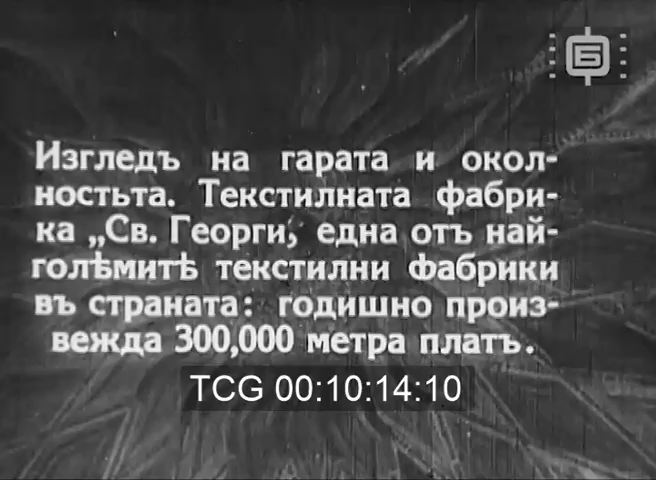 Б
Изгледъ на гарата и окол-
ностьта. Текстилната фабри-
ка „Св. Георги," една отъ най-
голѣмитѣ текстилни фабрики
въ страната: годишно произ-
вежда 300,000 метра платъ.
TCG 00:10:14:10